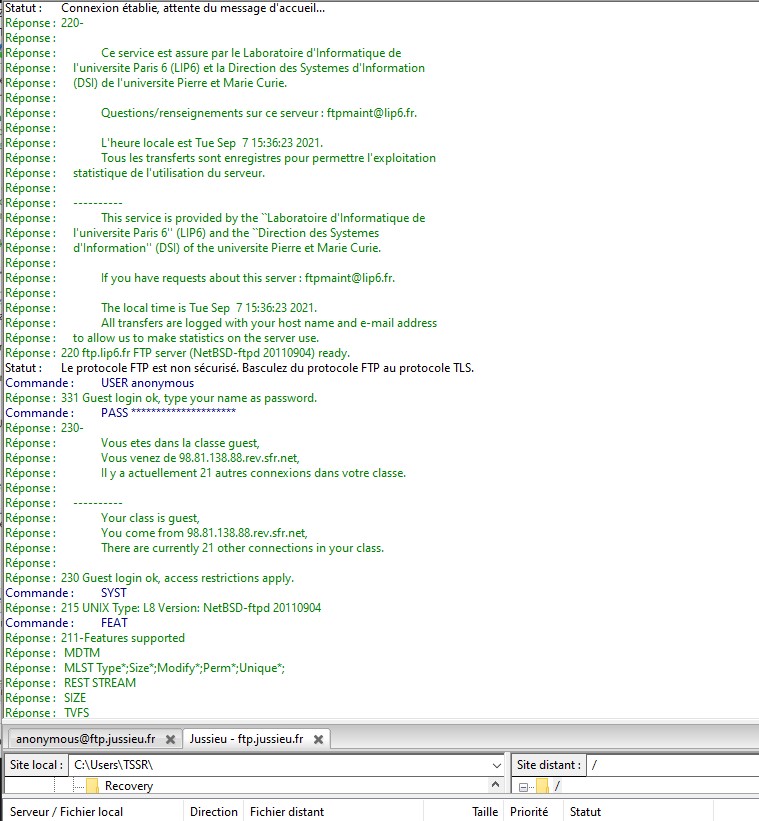 Statut : Connexion établie, attente du message d'accueil...
Réponse : 220-
Réponse :
Réponse : Ce service est assure par le Laboratoire d'Informatique de
Réponse : l'universite Paris 6 (LIP6) et la Direction des Systemes d'Information
Réponse : (DSI) de l'universite Pierre et Marie Curie.
Réponse :
Réponse : Questions/renseignements sur ce serveur : ftpmaint@lip6.fr.
Réponse :
Réponse : L'heure locale est Tue Sep  7 15:36:23 2021.
Réponse : Tous les transferts sont enregistres pour permettre l'exploitation
Réponse : statistique de l'utilisation du serveur.
Réponse :
Réponse : ----------
Réponse : This service is provided by the ``Laboratoire d'Informatique de
Réponse : l'universite Paris 6'' (LIP6) and the ``Direction des Systemes
Réponse : d'Information'' (DSI) of the universite Pierre et Marie Curie.
Réponse :
Réponse : If you have requests about this server : ftpmaint@lip6.fr.
Réponse :
Réponse : The local time is Tue Sep  7 15:36:23 2021.
Réponse : All transfers are logged with your host name and e-mail address
Réponse : to allow us to make statistics on the server use.
Réponse : 220 ftp.lip6.fr FTP server (NetBSD-ftpd 20110904) ready.
Statut : Le protocole FTP est non sécurisé. Basculez du protocole FTP au protocole TLS.
Commande : USER anonymous
Réponse : 331 Guest login ok, type your name as password.
Commande : PASS *********************
Réponse : 230-
Réponse : Vous etes dans la classe guest,
Réponse : Vous venez de 98.81.138.88.rev.sfr.net,
Réponse : Il y a actuellement 21 autres connexions dans votre classe.
Réponse :
Réponse : ----------
Réponse : Your class is guest,
Réponse : You come from 98.81.138.88.rev.sfr.net,
Réponse : There are currently 21 other connections in your class.
Réponse :
Réponse : 230 Guest login ok, access restrictions apply.
Commande : SYST
Réponse : 215 UNIX Type: L8 Version: NetBSD-ftpd 20110904
Commande : FEAT
Réponse : 211-Features supported
Réponse : MDTM
Réponse : MLST Type*;Size*;Modify*;Perm*;Unique*;
Réponse : REST STREAM
Réponse : SIZE
Réponse : TVFS
anonymous@ftp.jussieu.fr Jussieu - ftp.jussieu.fr
Site local : C:\Users\TSSR\ Site distant : /
Recovery /
Serveur / Fichier local Direction Fichier distant Taille Priorité Statut